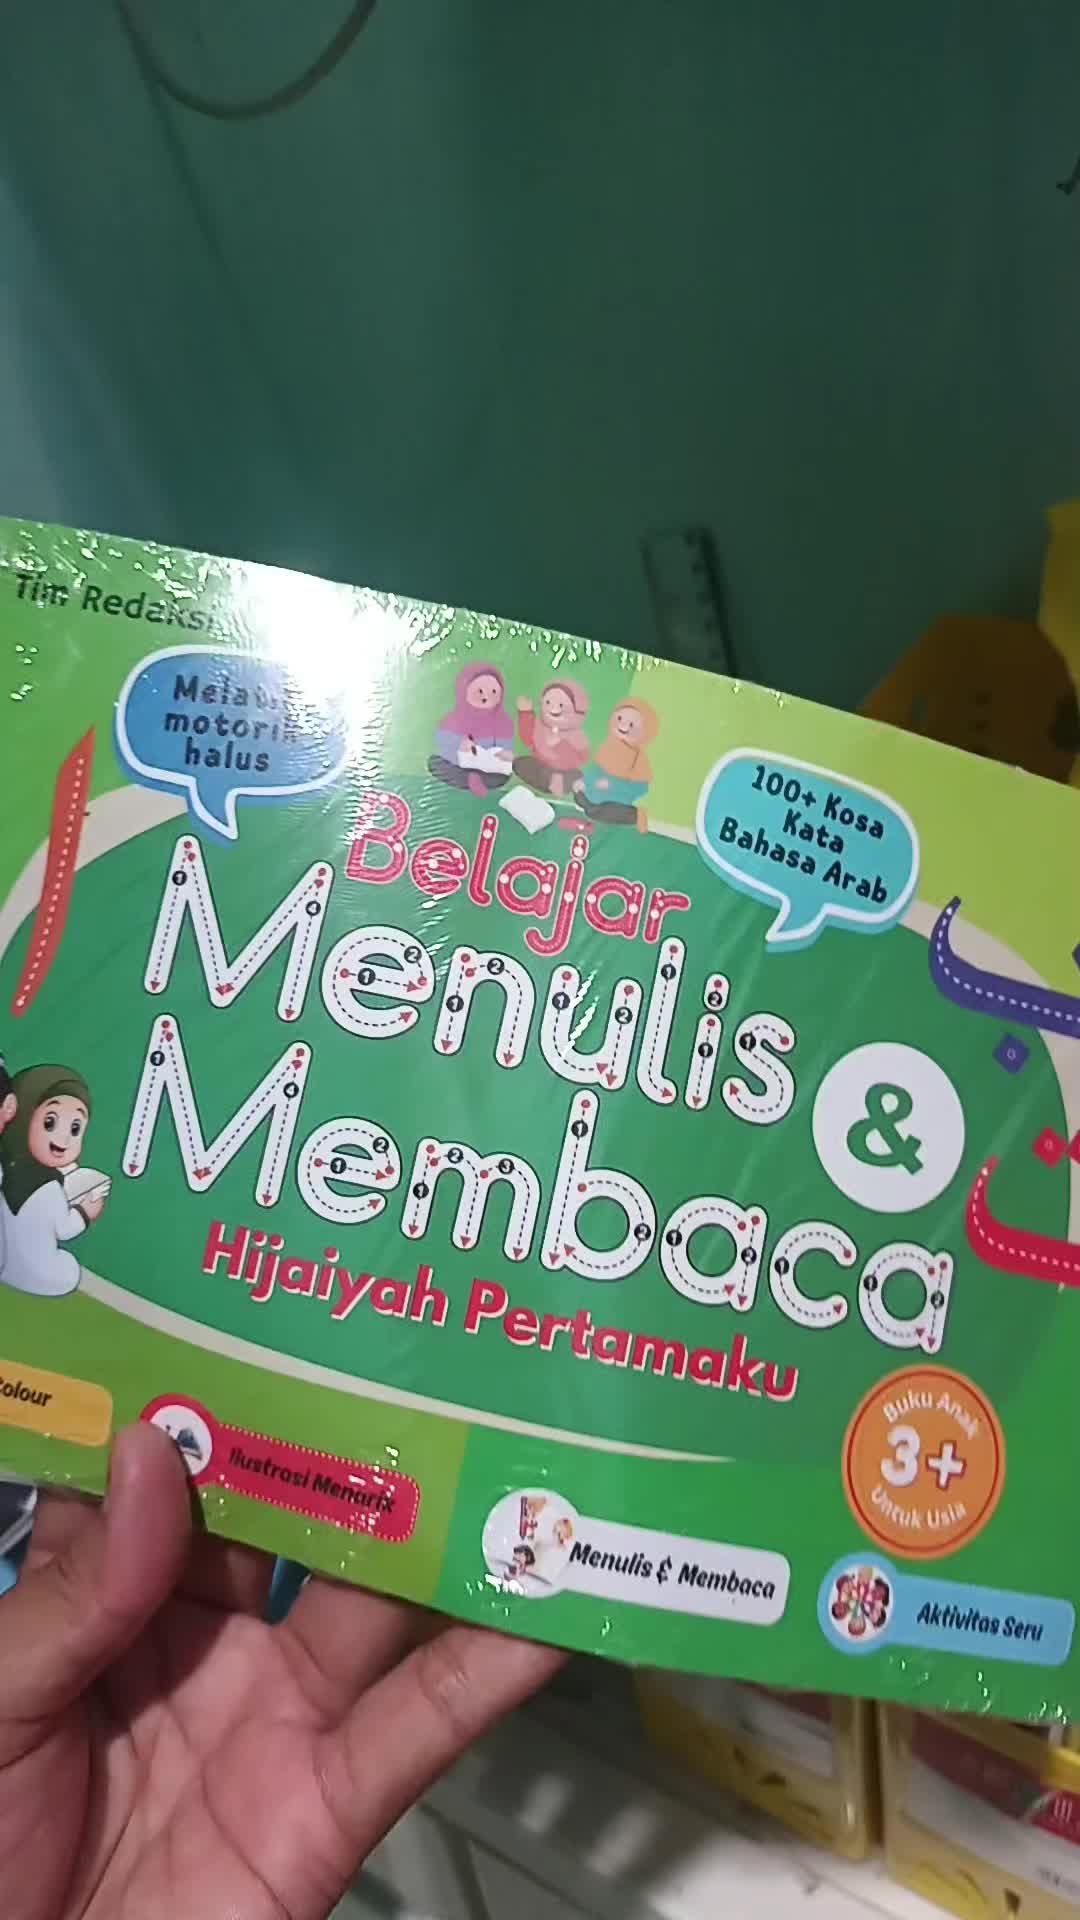 Tim Redaksi
Melatih
motorik
halus
100+ Kosa
Kata
Bahasa Arab
Belajar
Menulis &
Membaca
Hijaiyah Pertamaku
ا
ب
ت
Colour
Ilustrasi Menarik
Menulis & Membaca
Buku Anak
3+
Untuk Usia
Aktivitas Seru